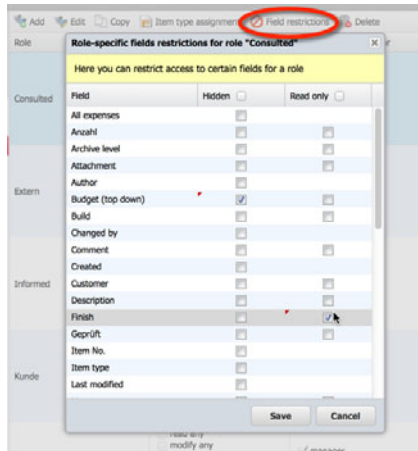 Add Edit Copy Item type assignment Field restrictions Delete
Role
Role-specific fields restrictions for role "Consulted"
Here you can restrict access to certain fields for a role
Field Hidden Read only
All expenses
Anzahl
Archive level
Attachment
Author
Budget (top down)
Build
Changed by
Comment
Created
Customer
Description
Finish
Geprüft
Item No.
Item type
Last modified
Save Cancel
Consulted
Extern
Informed
Kunde
read any
modify any
manager